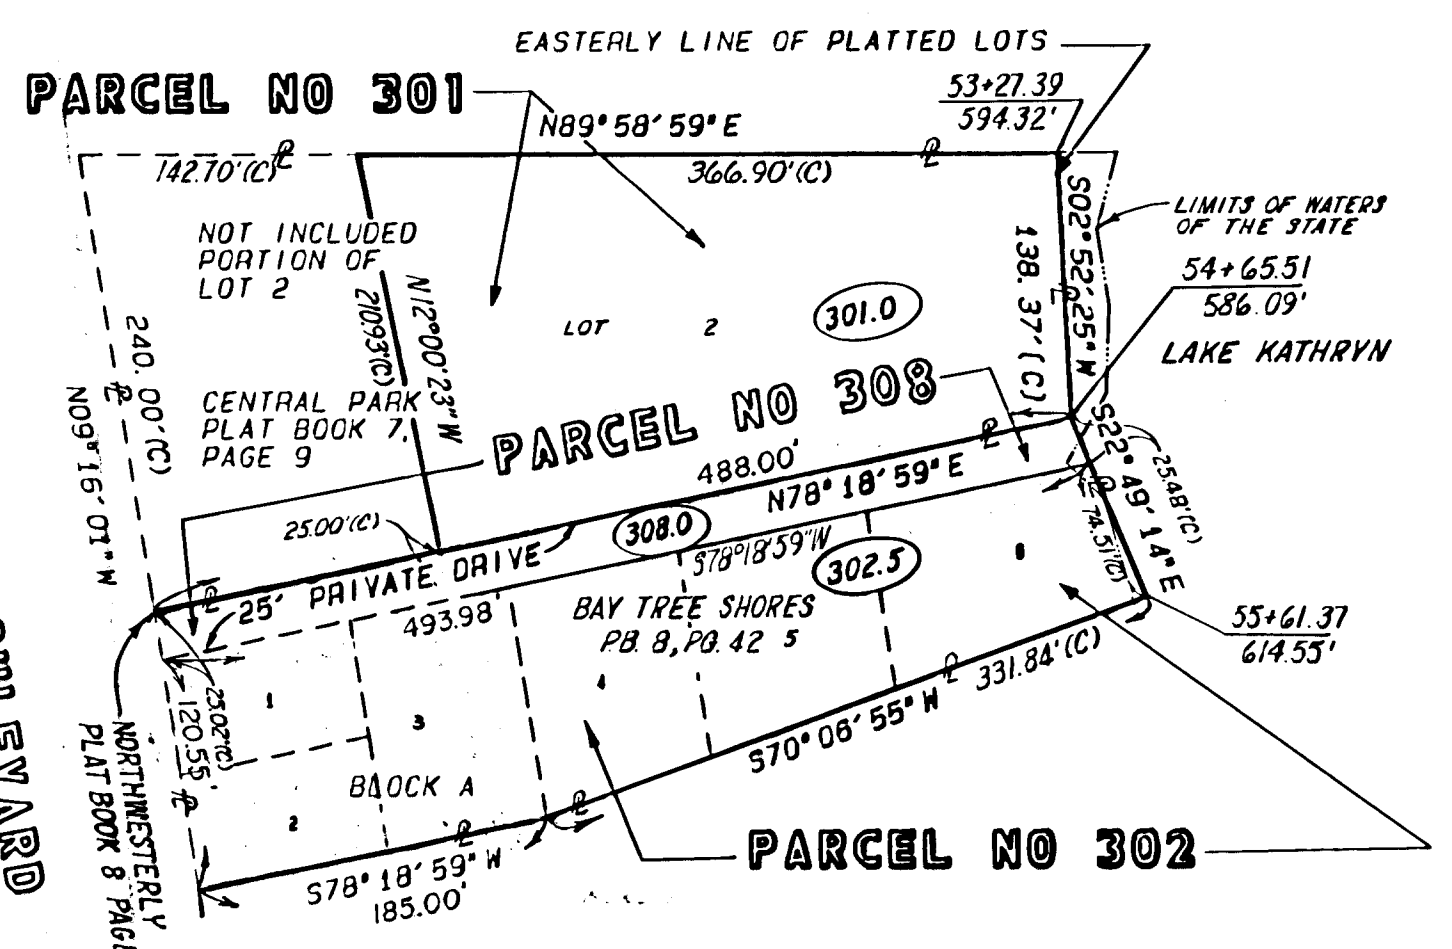 EASTERLY LINE OF PLATTED LOTS
PARCEL NO 301
53+27.39
594.32'
N89°58'59"E
142.70'(C)
366.90'(C)
S02°52'25"W
138.37'(C)
LIMITS OF WATERS
OF THE STATE
NOT INCLUDED
PORTION OF
LOT 2
N12°00'23"W
210.93'(C)
54+65.51
586.09'
LAKE KATHRYN
LOT 2
301.0
240.00'(C)
N09°16'01"W
CENTRAL PARK
PLAT BOOK 7,
PAGE 9
PARCEL NO 308
488.00'
N78°18'59"E
S22°49'14"E
25.48'(C)
74.51'(C)
25.00'(C)
308.0
S78°18'59"W
302.5
25' PRIVATE DRIVE
493.98
BAY TREE SHORES
PB. 8, PG. 42
5
55+61.37
614.55'
331.84'(C)
S70°06'55"W
25.02'(C)
120.55'
1
3
4
2
BLOCK A
NORTHWESTERLY
PLAT BOOK 8 PAGE
PARCEL NO 302
S78°18'59"W
185.00'